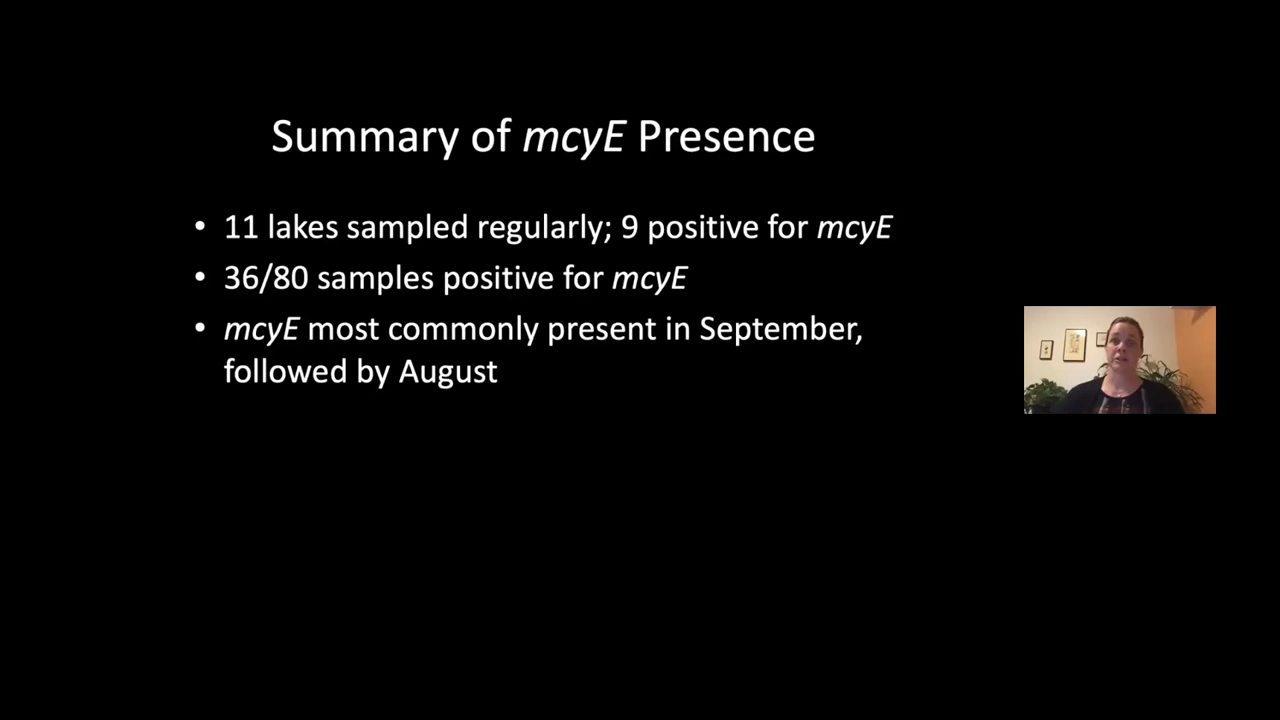 Summary of mcyE Presence
• 11 lakes sampled regularly; 9 positive for mcyE
• 36/80 samples positive for mcyE
• mcyE most commonly present in September,
followed by August